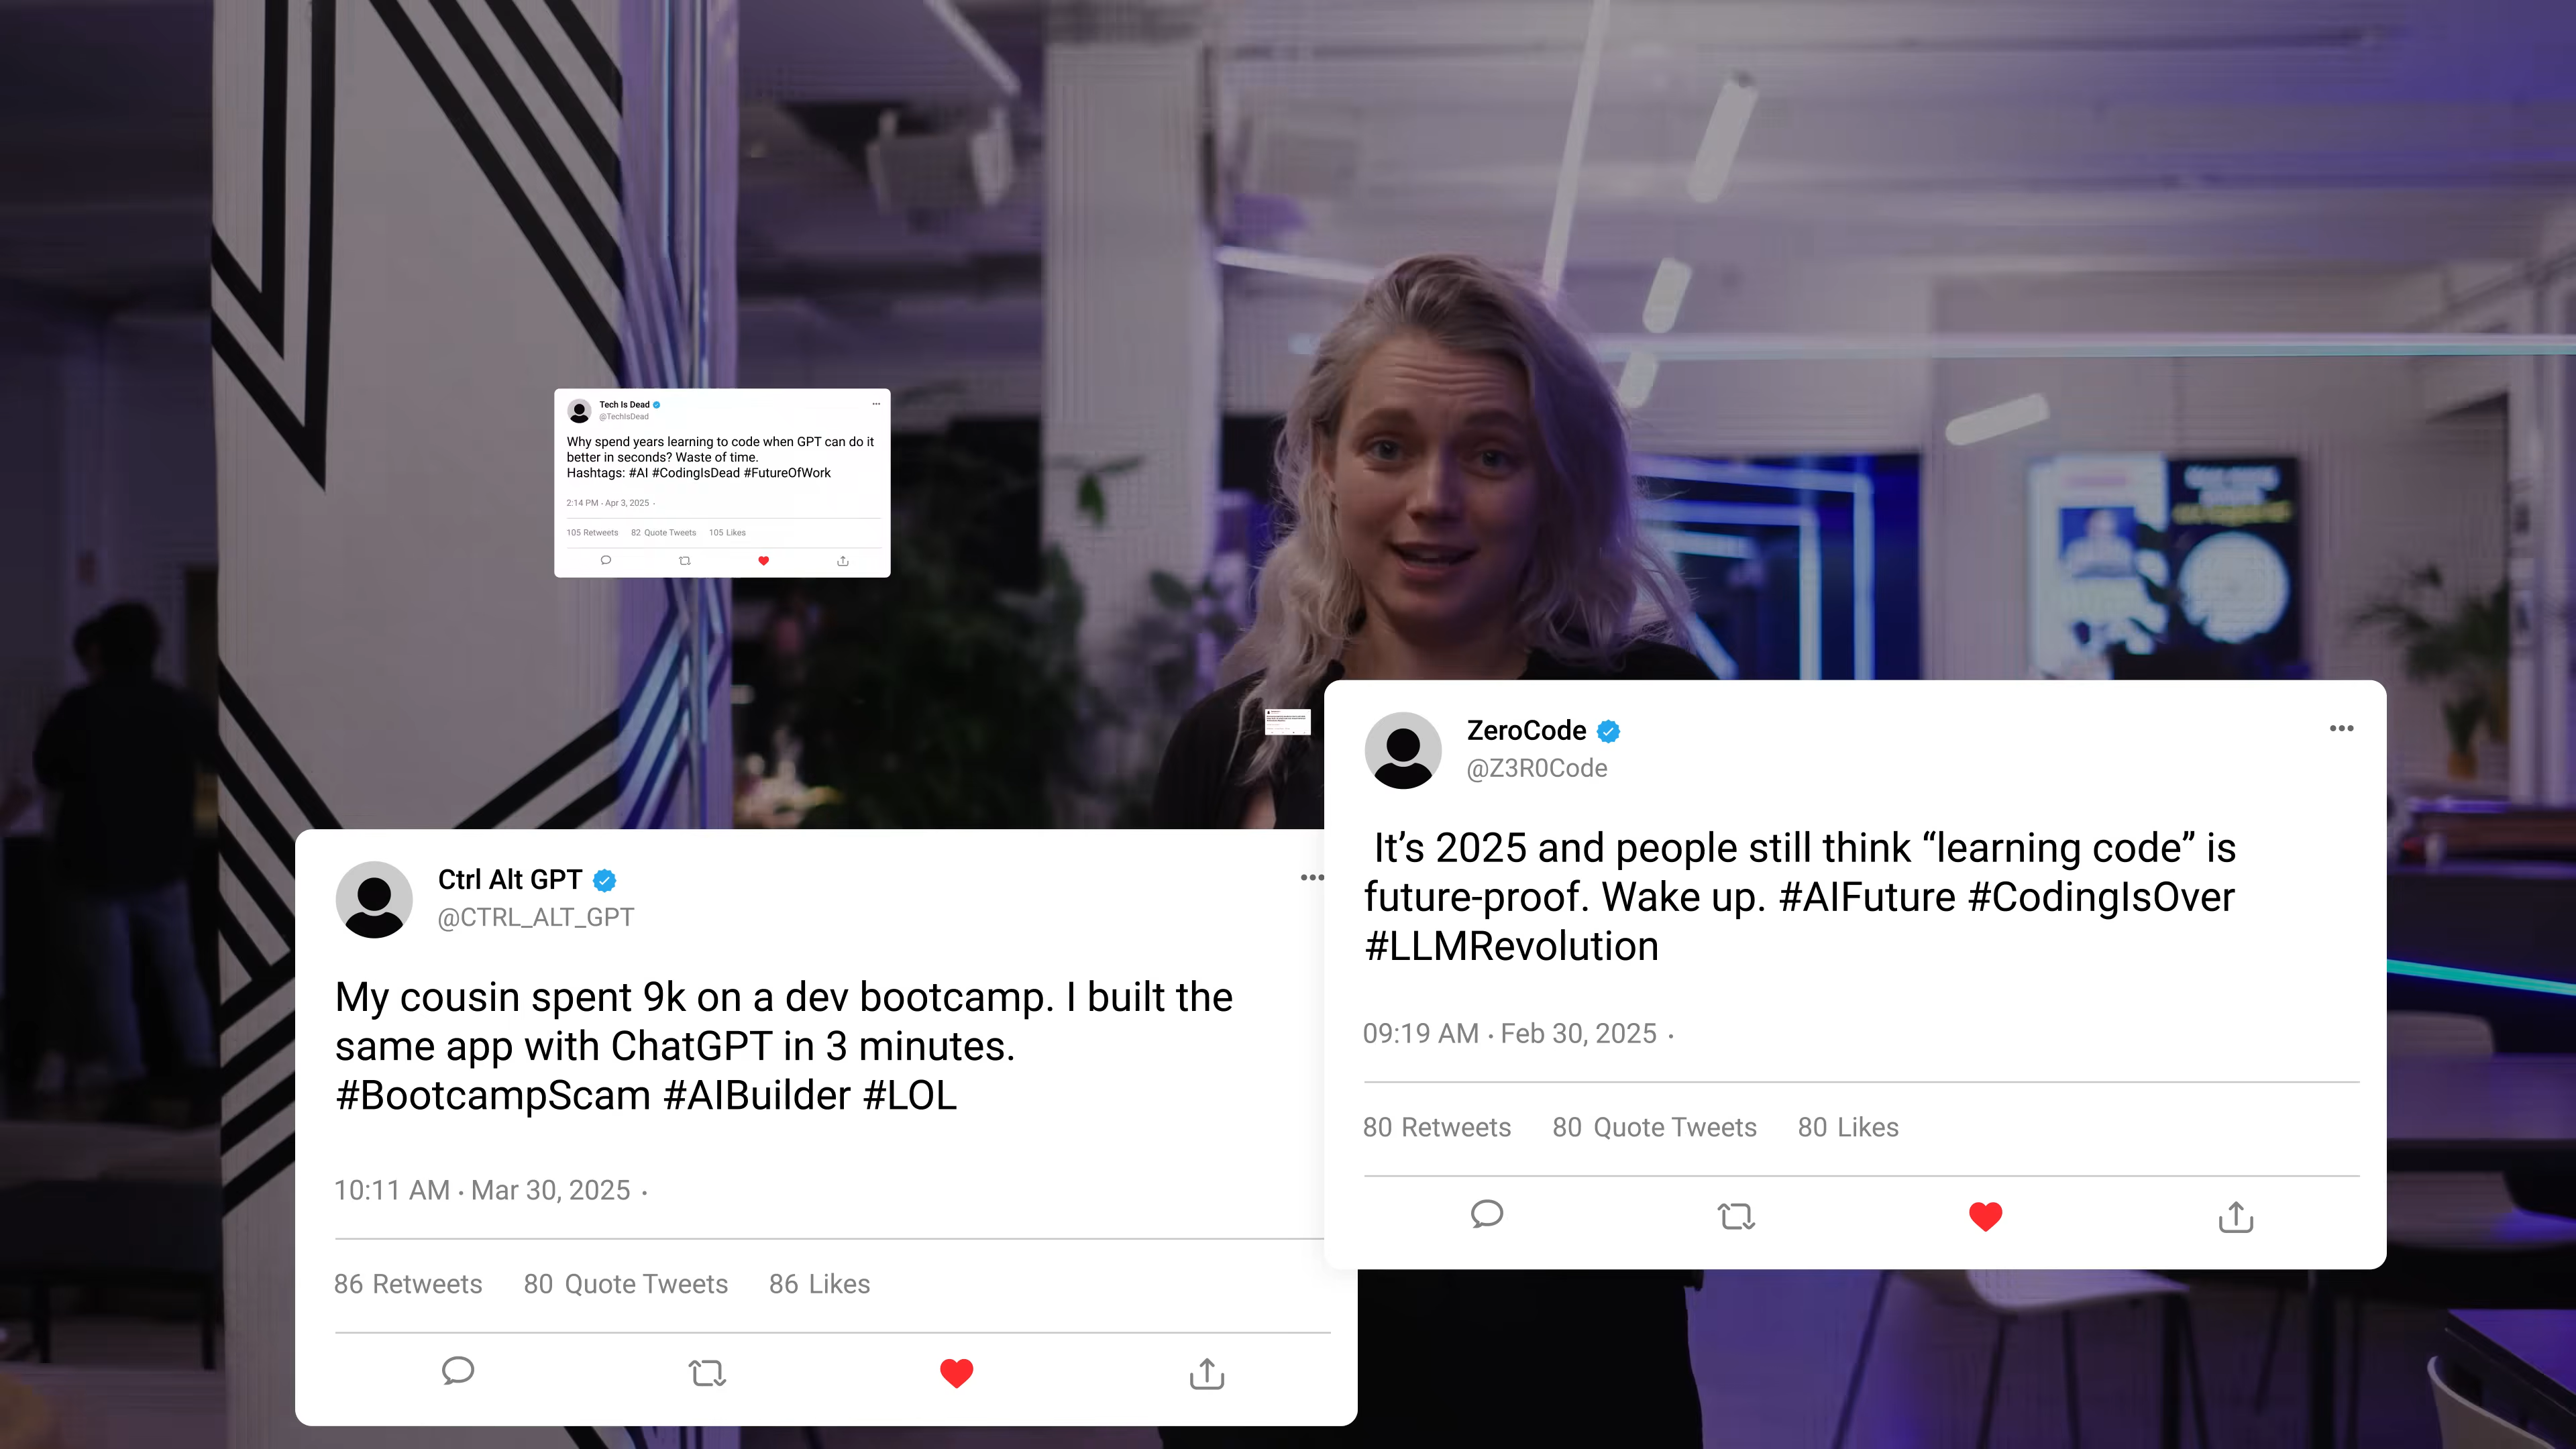 Tech Is Dead
@TechIsDead
Why spend years learning to code when GPT can do it
better in seconds? Waste of time.
Hashtags: #AI #CodingIsDead #FutureOfWork
2:14 PM · Apr 3, 2025 ·
105 Retweets 82 Quote Tweets 105 Likes
Ctrl Alt GPT
@CTRL_ALT_GPT
My cousin spent 9k on a dev bootcamp. I built the
same app with ChatGPT in 3 minutes.
#BootcampScam #AIBuilder #LOL
10:11 AM · Mar 30, 2025 ·
86 Retweets 80 Quote Tweets 86 Likes
ZeroCode
@Z3R0Code
It’s 2025 and people still think “learning code” is
future-proof. Wake up. #AIFuture #CodingIsOver
#LLMRevolution
09:19 AM · Feb 30, 2025 ·
80 Retweets 80 Quote Tweets 80 Likes